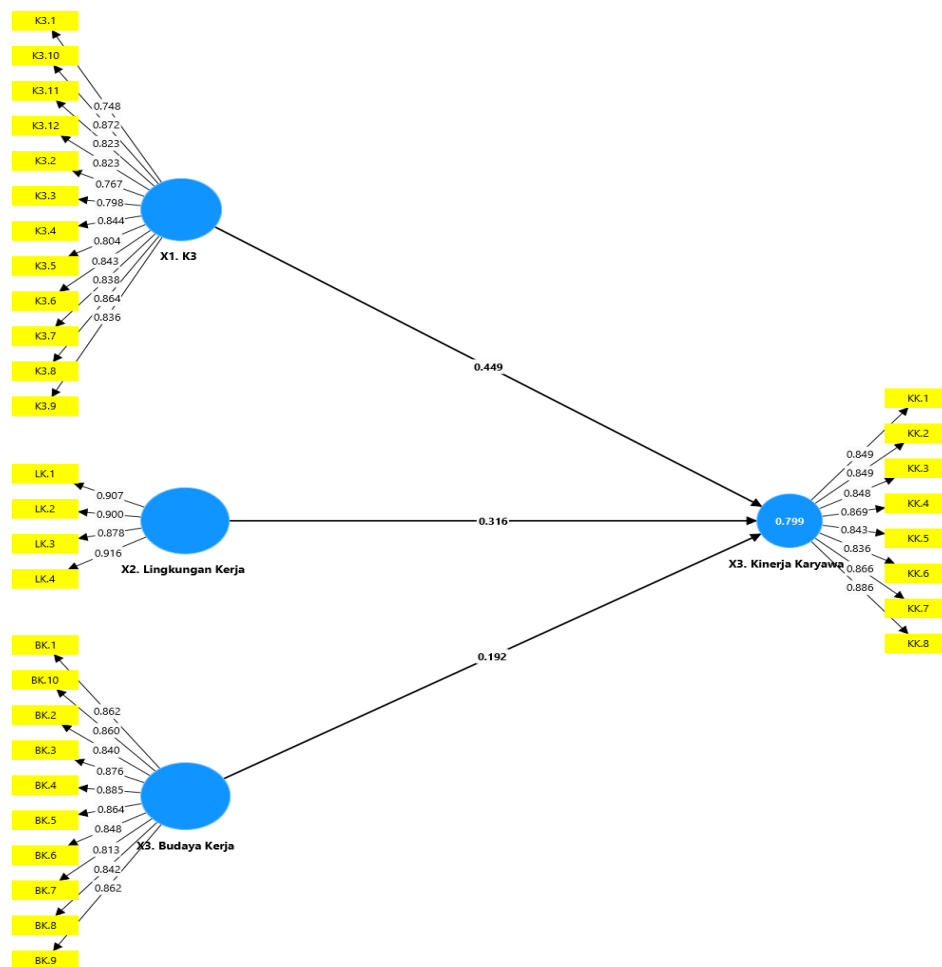 K3.1
K3.10
K3.11
K3.12
K3.2
K3.3
K3.4
K3.5
K3.6
K3.7
K3.8
K3.9
0.748
0.872
0.823
0.823
0.767
0.798
0.844
0.804
0.843
0.838
0.864
0.836
X1. K3
0.449
LK.1
LK.2
LK.3
LK.4
0.907
0.900
0.878
0.916
X2. Lingkungan Kerja
0.316
BK.1
BK.10
BK.2
BK.3
BK.4
BK.5
BK.6
BK.7
BK.8
BK.9
0.862
0.860
0.840
0.876
0.885
0.864
0.848
0.813
0.842
0.862
X3. Budaya Kerja
0.192
0.799
X3. Kinerja Karyawa
0.849
0.849
0.848
0.869
0.843
0.836
0.866
0.886
KK.1
KK.2
KK.3
KK.4
KK.5
KK.6
KK.7
KK.8